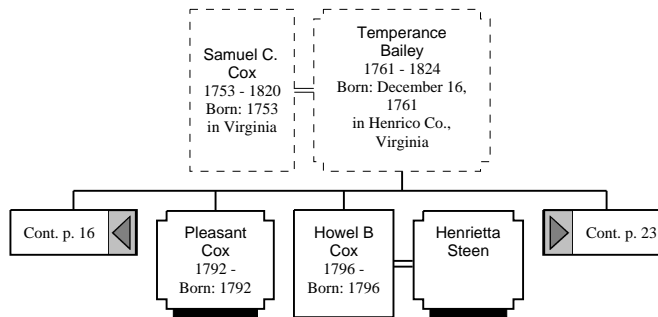 Samuel C.
Cox
1753 - 1820
Born: 1753
in Virginia
Temperance
Bailey
1761 - 1824
Born: December 16,
1761
in Henrico Co.,
Virginia
Cont. p. 16
Pleasant
Cox
1792 -
Born: 1792
Howel B
Cox
1796 -
Born: 1796
Henrietta
Steen
Cont. p. 23